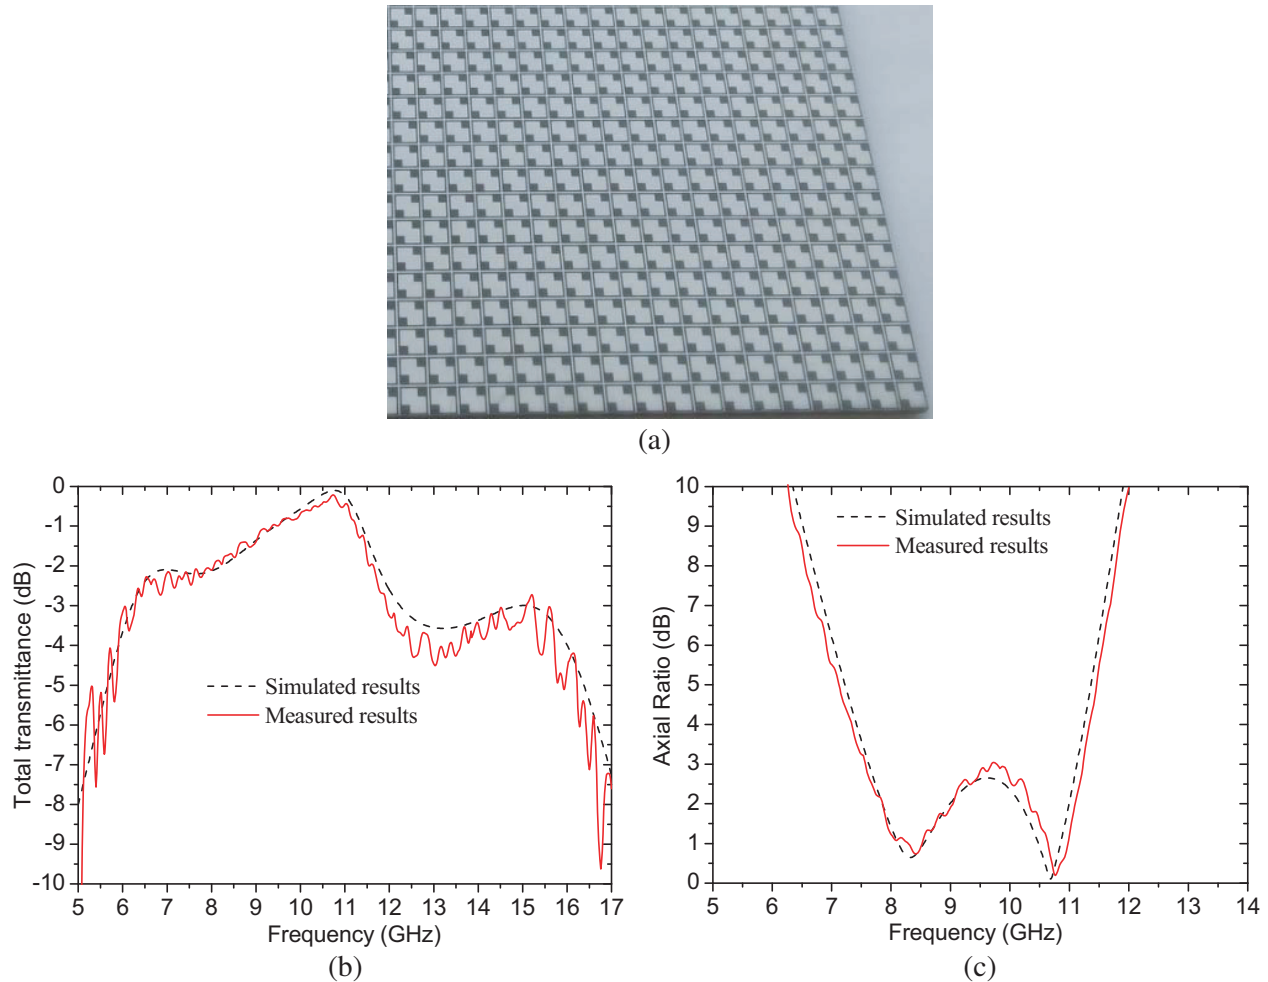 (a)
0
-1
-2
-3
-4
-5
-6
-7
-8
-9
-10
Total transmittance (dB)
Simulated results
Measured results
5 6 7 8 9 10 11 12 13 14 15 16 17
Frequency (GHz)
(b)
10
9
8
7
6
5
4
3
2
1
0
Axial Ratio (dB)
Simulated results
Measured results
5 6 7 8 9 10 11 12 13 14
Frequency (GHz)
(c)